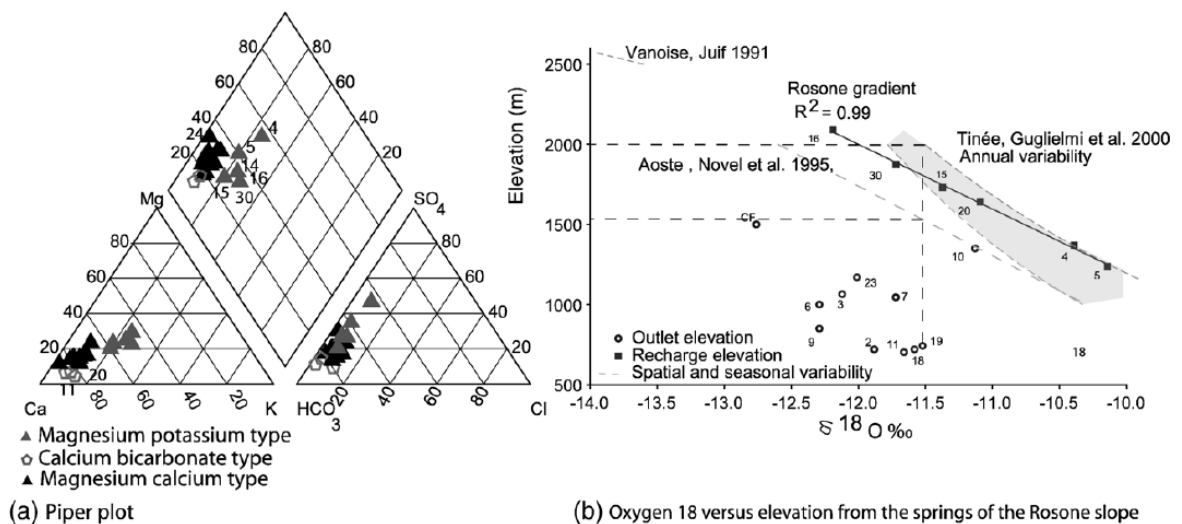 80
80
60
60
40
40
24
4
20
5
20
14
16
15
30
Mg
SO
4
80
80
60
60
40
40
20
20
20
11
80
60
40
20
20
40
60
80
Ca
K
HCO
3
Cl
Magnesium potassium type
Calcium bicarbonate type
Magnesium calcium type
(a) Piper plot
Elevation (m)
2500
2000
1500
1000
500
Vanoise, Juif 1991
Rosone gradient
R2 = 0.99
Tinée, Guglielmi et al. 2000
Annual variability
Aoste , Novel et al. 1995,
16
30
15
20
CF
10
4
5
23
6
3
7
9
2
11
18
19
18
Outlet elevation
Recharge elevation
Spatial and seasonal variability
-14.0
-13.5
-13.0
-12.5
-12.0
-11.5
-11.0
-10.5
-10.0
δ 18 O ‰
(b) Oxygen 18 versus elevation from the springs of the Rosone slope